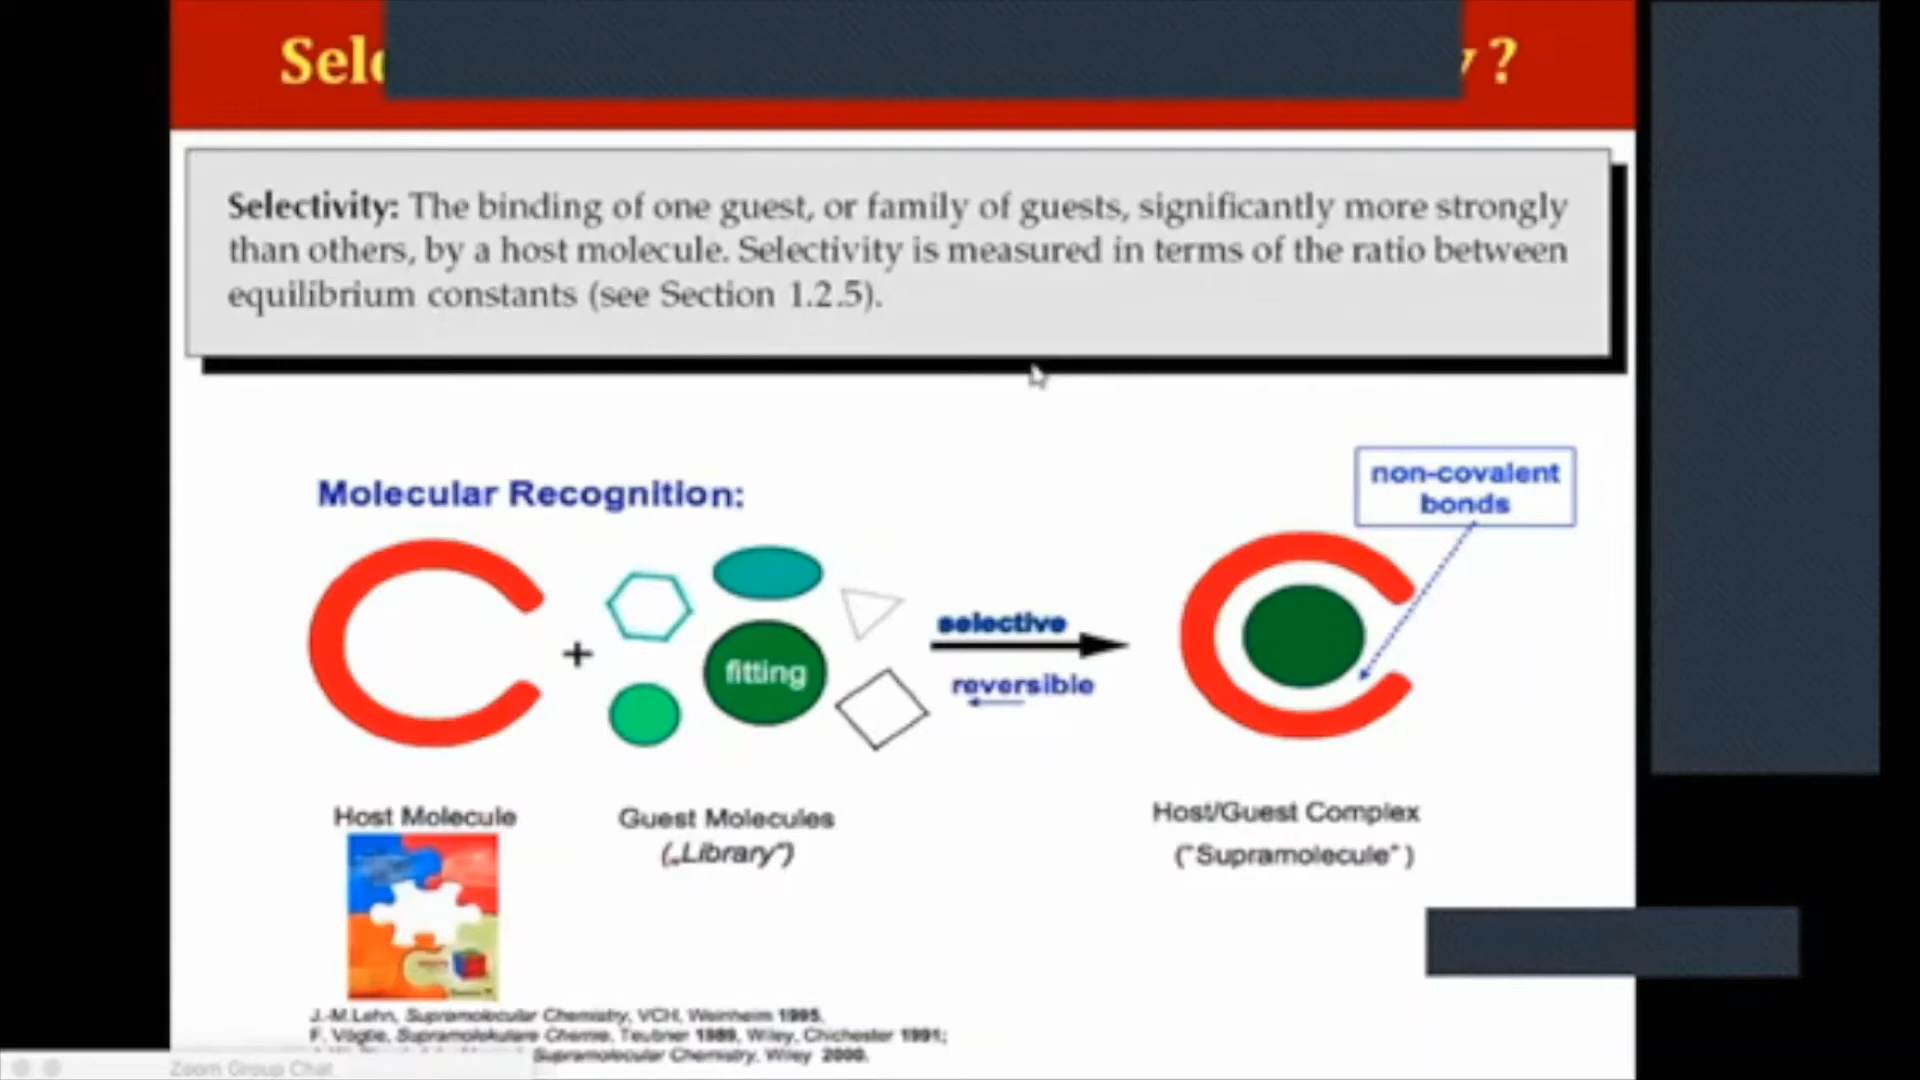 Sele
y ?
Selectivity: The binding of one guest, or family of guests, significantly more strongly
than others, by a host molecule. Selectivity is measured in terms of the ratio between
equilibrium constants (see Section 1.2.5).
non-covalent
bonds
Molecular Recognition:
+
fitting
selective
reversible
Host Molecule
Guest Molecules
(„Library”)
Host/Guest Complex
("Supramolecule" )
J.-M.Lehn, Supramolecular Chemistry, VCH, Weinheim 1995,
F. Vögtle, Supramolekulare Chemie, Teubner 1989, Wiley, Chichester 1991;
Supramolecular Chemistry, Wiley 2000.
Zoom Group Chat